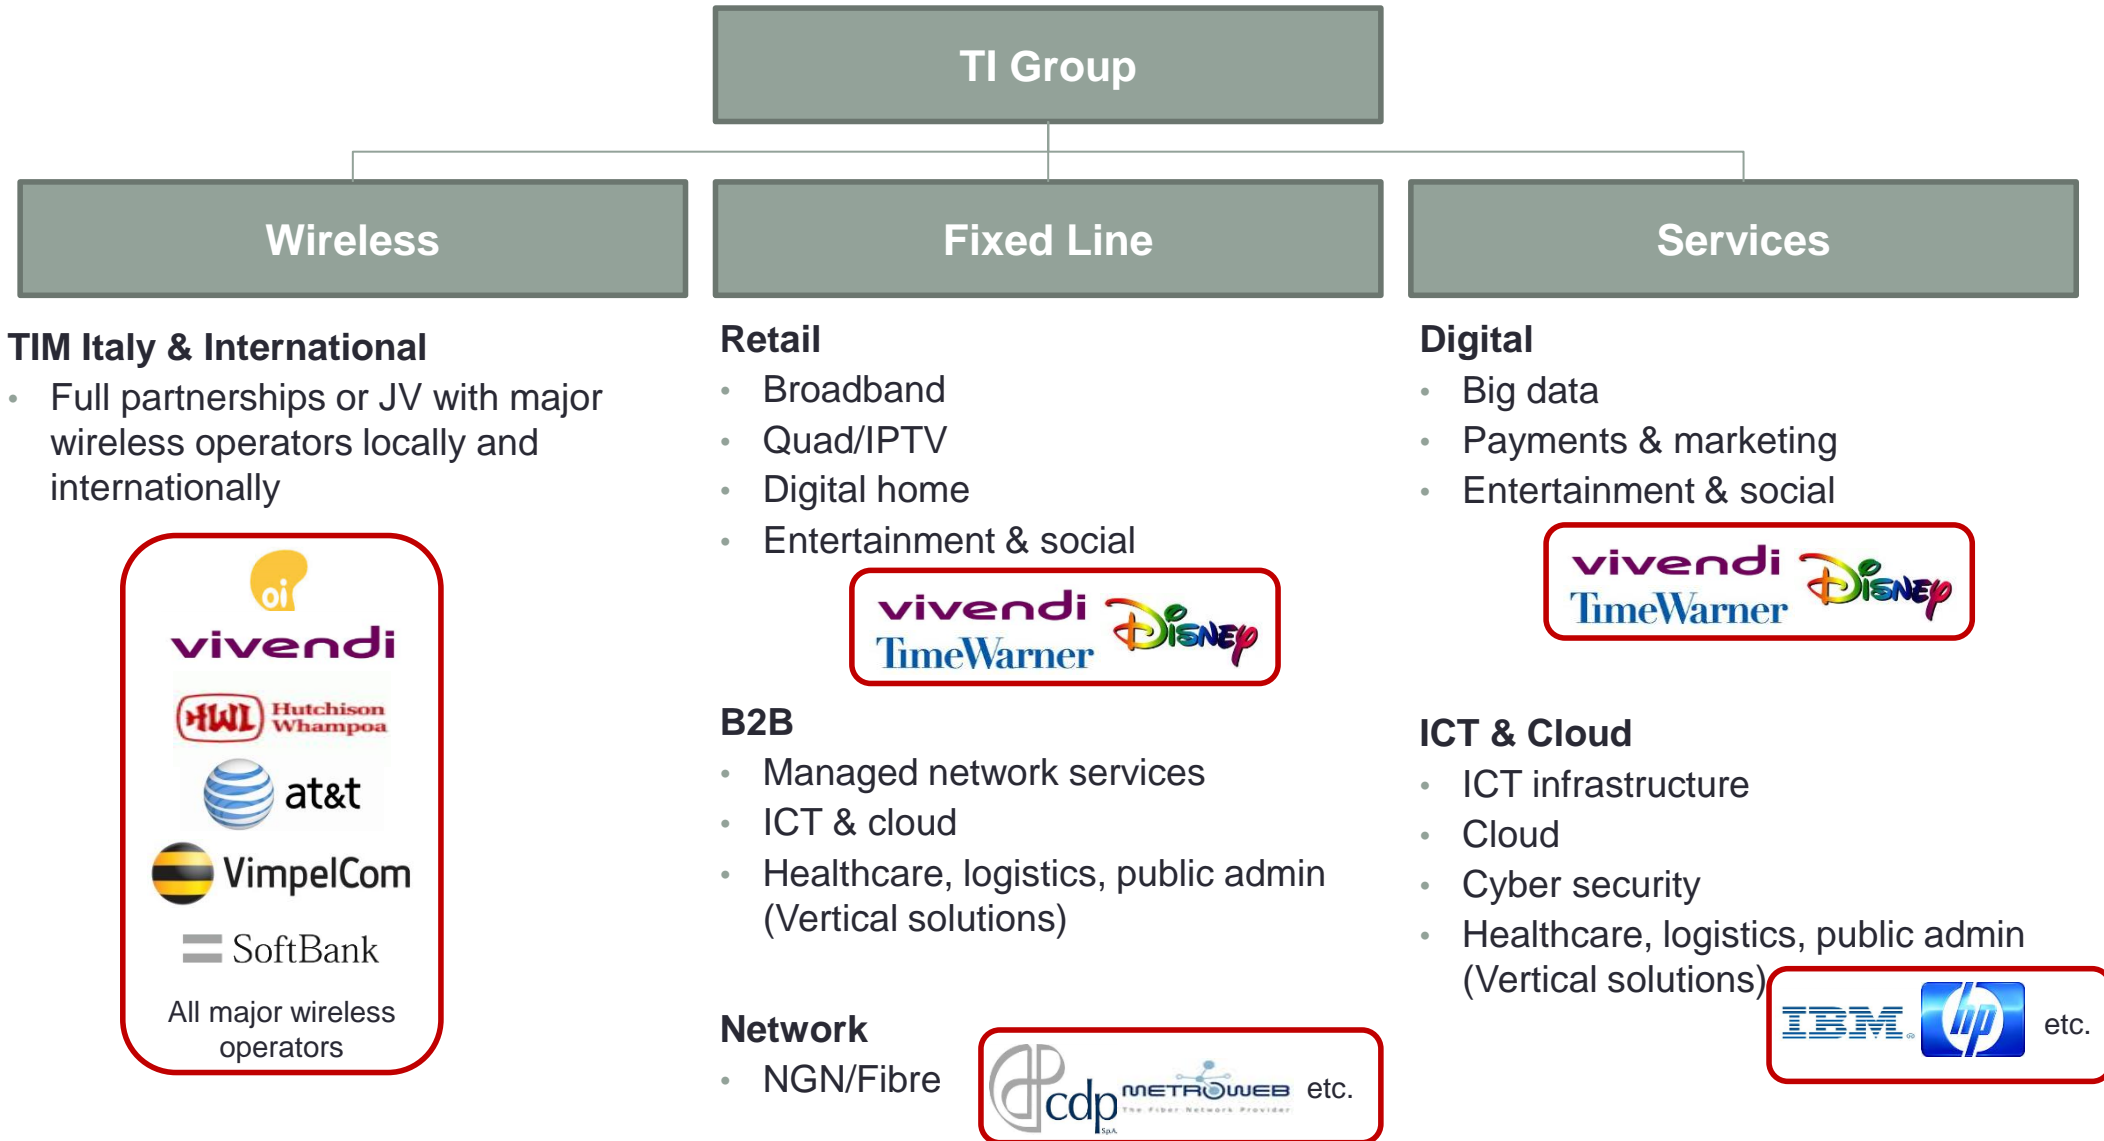 TI Group
Wireless
Fixed Line
Services
TIM Italy & International
• Full partnerships or JV with major
wireless operators locally and
internationally
oi
vivendi
HWL Hutchison
Whampoa
at&t
VimpelCom
SoftBank
All major wireless
operators
Retail
• Broadband
• Quad/IPTV
• Digital home
• Entertainment & social
vivendi
TimeWarner
Disney
B2B
• Managed network services
• ICT & cloud
• Healthcare, logistics, public admin
(Vertical solutions)
Network
• NGN/Fibre
cdp
S.p.A.
METROWEB
The Fiber Network Provider
etc.
Digital
• Big data
• Payments & marketing
• Entertainment & social
vivendi
TimeWarner
Disney
ICT & Cloud
• ICT infrastructure
• Cloud
• Cyber security
• Healthcare, logistics, public admin
(Vertical solutions)
IBM®
hp
etc.